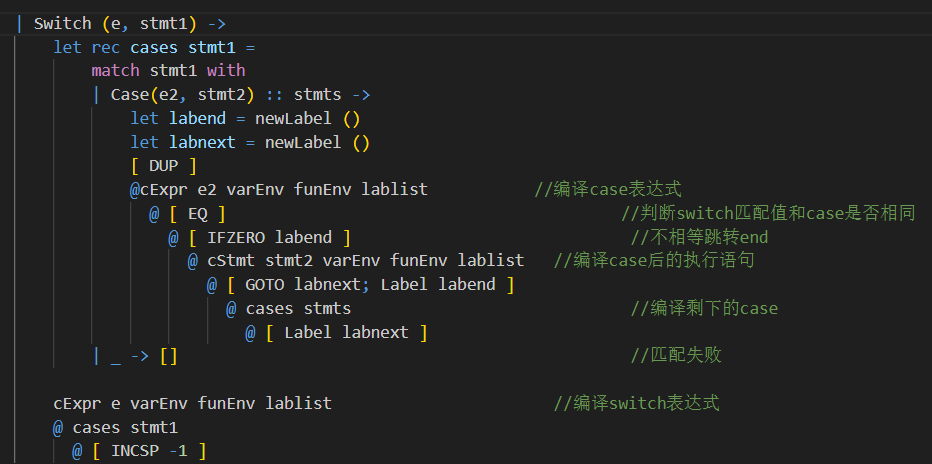 | Switch (e, stmt1) ->
let rec cases stmt1 =
match stmt1 with
| Case(e2, stmt2) :: stmts ->
let labend = newLabel ()
let labnext = newLabel ()
[ DUP ]
@cExpr e2 varEnv funEnv lablist //编译case表达式
@ [ EQ ] //判断switch匹配值和case是否相同
@ [ IFZERO labend ] //不相等跳转end
@ cStmt stmt2 varEnv funEnv lablist //编译case后的执行语句
@ [ GOTO labnext; Label labend ]
@ cases stmts //编译剩下的case
@ [ Label labnext ]
| _ -> [] //匹配失败
cExpr e varEnv funEnv lablist //编译switch表达式
@ cases stmt1
@ [ INCSP -1 ]